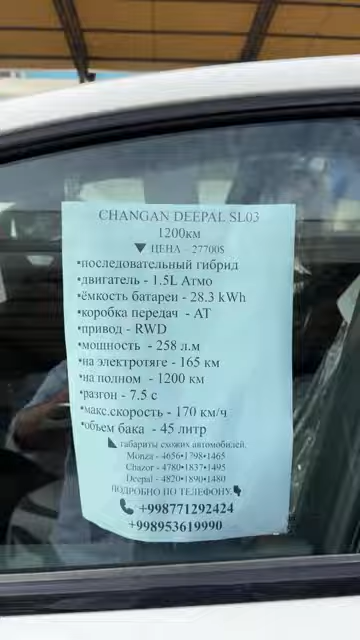 CHANGAN DEEPAL SL03
1200км
▼ ЦЕНА - 27700$
•последовательный гибрид
•двигатель - 1.5L Атмо
•ёмкость батареи - 28.3 kWh
•коробка передач - АТ
•привод - RWD
•мощность - 258 л.м
•на электротяге - 165 км
•на полном - 1200 км
•разгон - 7.5 с
•макс.скорость - 170 км/ч
•объем бака - 45 литр
◣ габариты схожих автомобилей.
Monza - 4656•1798•1465
Chazor - 4780•1837•1495
Deepal - 4820•1890•1480
ПОДРОБНО ПО ТЕЛЕФОНУ👇
📞 +998771292424
+998953619990